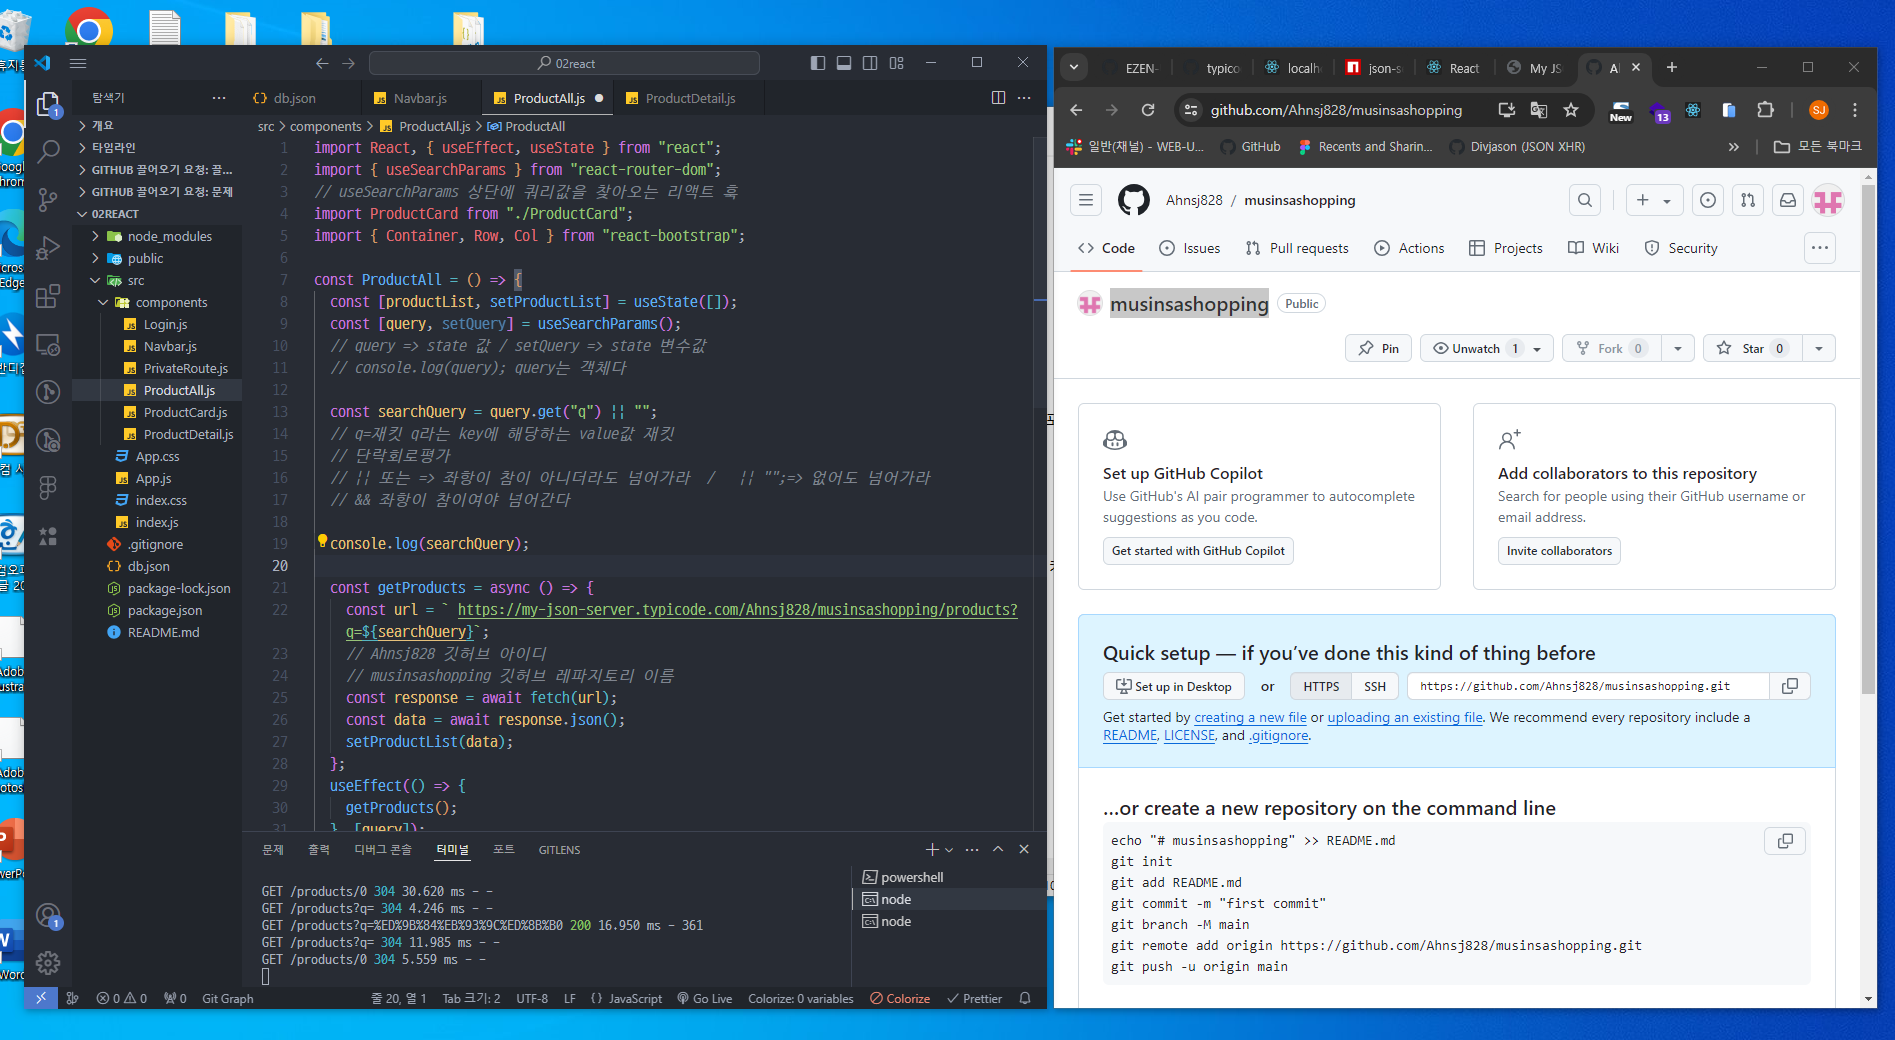 02react
탐색기
개요
타임라인
GITHUB 끌어오기 요청: 끌...
GITHUB 끌어오기 요청: 문제
02REACT
node_modules
public
src
components
Login.js
Navbar.js
PrivateRoute.js
ProductAll.js
ProductCard.js
ProductDetail.js
App.css
App.js
index.css
index.js
.gitignore
db.json
package-lock.json
package.json
README.md
db.json
Navbar.js
ProductAll.js
ProductDetail.js
src > components > ProductAll.js > ProductAll
1 import React, { useEffect, useState } from "react";
2 import { useSearchParams } from "react-router-dom";
3 // useSearchParams 상단에 쿼리값을 찾아오는 리액트 훅
4 import ProductCard from "./ProductCard";
5 import { Container, Row, Col } from "react-bootstrap";
6
7 const ProductAll = () => {
8 const [productList, setProductList] = useState([]);
9 const [query, setQuery] = useSearchParams();
10 // query => state 값 / setQuery => state 변수값
11 // console.log(query); query는 객체다
12
13 const searchQuery = query.get("q") || "";
14 // q=재킷 q라는 key에 해당하는 value값 재킷
15 // 단락회로평가
16 // || 또는 => 좌항이 참이 아니더라도 넘어가라 / || "";=> 없어도 넘어가라
17 // && 좌항이 참이여야 넘어간다
18
19 console.log(searchQuery);
20
21 const getProducts = async () => {
22 const url = ` https://my-json-server.typicode.com/Ahnsj828/musinsashopping/products?
q=${searchQuery}`;
23 // Ahnsj828 깃허브 아이디
24 // musinsashopping 깃허브 레파지토리 이름
25 const response = await fetch(url);
26 const data = await response.json();
27 setProductList(data);
28 };
29 useEffect(() => {
30 getProducts();
31 }, [query]);
문제 출력 디버그 콘솔 터미널 포트 GITLENS
GET /products/0 304 30.620 ms - -
GET /products?q= 304 4.246 ms - -
GET /products?q=%ED%9B%84%EB%93%9C%ED%8B%B0 200 16.950 ms - 361
GET /products?q= 304 11.985 ms - -
GET /products/0 304 5.559 ms - -
powershell
node
node
0 0 0 Git Graph 줄 20, 열 1 Tab 크기: 2 UTF-8 LF {} JavaScript Go Live Colorize: 0 variables Colorize Prettier
EZEN- typico localh json-s React My JS
github.com/Ahnsj828/musinsashopping
New 13 SJ
일반(채널) - WEB-U... GitHub Recents and Sharin... Divjason (JSON XHR) 모든 북마크
Ahnsj828 / musinsashopping
Code Issues Pull requests Actions Projects Wiki Security
musinsashopping Public
Pin Unwatch 1 Fork 0 Star 0
Set up GitHub Copilot
Use GitHub's AI pair programmer to autocomplete
suggestions as you code.
Get started with GitHub Copilot
Add collaborators to this repository
Search for people using their GitHub username or
email address.
Invite collaborators
Quick setup — if you've done this kind of thing before
Set up in Desktop or HTTPS SSH https://github.com/Ahnsj828/musinsashopping.git
Get started by creating a new file or uploading an existing file. We recommend every repository include a
README, LICENSE, and .gitignore.
...or create a new repository on the command line
echo "# musinsashopping" >> README.md
git init
git add README.md
git commit -m "first commit"
git branch -M main
git remote add origin https://github.com/Ahnsj828/musinsashopping.git
git push -u origin main